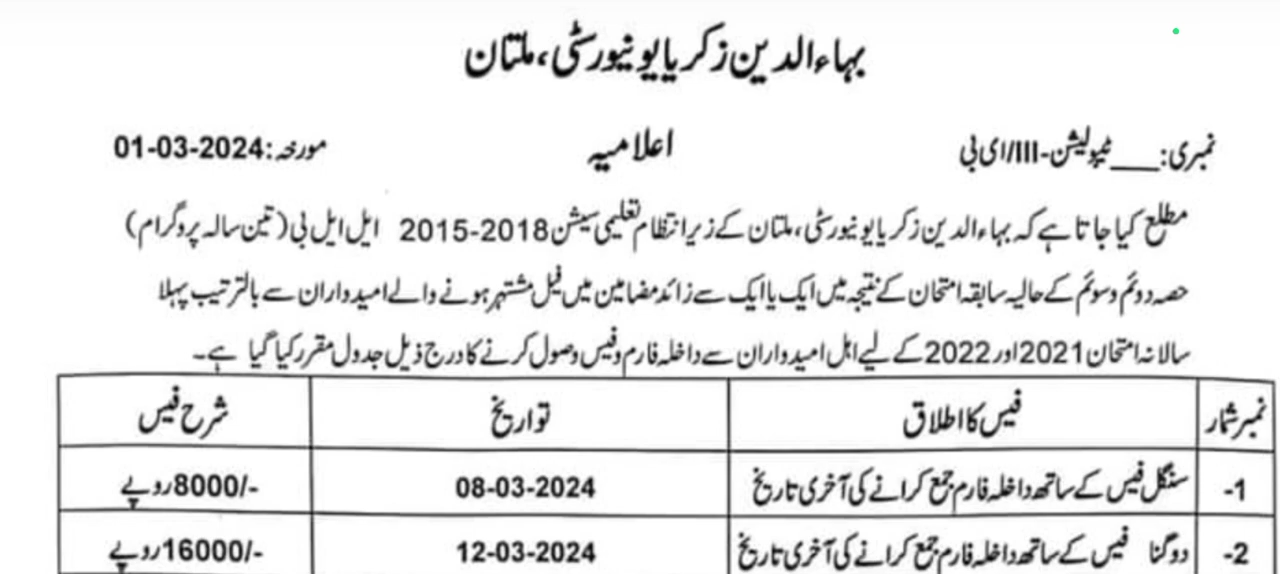 بہاءالدین زکریا یونیورسٹی، ملتان
نمبری:___ٹیبولیشن-III/ای بی اعلامیہ مورخہ:01-03-2024
مطلع کیا جاتا ہے کہ بہاءالدین زکریا یونیورسٹی، ملتان کے زیر انتظام تعلیمی سیشن 2018-2015 ایل ایل بی (تین سالہ پروگرام)
حصہ دوئم و سوئم کے حالیہ سابقہ امتحان کے نتیجہ میں ایک یا ایک سے زائد مضامین میں فیل مشتہر ہونے والے امیدواران سے بالترتیب پہلا
سالانہ امتحان 2021 اور 2022 کے لیے اہل امیدواران سے داخلہ فارم و فیس وصول کرنے کا درج ذیل جدول مقرر کیا گیا ہے۔
نمبر شمار فیس کا اطلاق تواریخ شرح فیس
1- سنگل فیس کے ساتھ داخلہ فارم جمع کرانے کی آخری تاریخ 08-03-2024 8000/- روپے
2- دوگنا فیس کے ساتھ داخلہ فارم جمع کرانے کی آخری تاریخ 12-03-2024 16000/- روپے